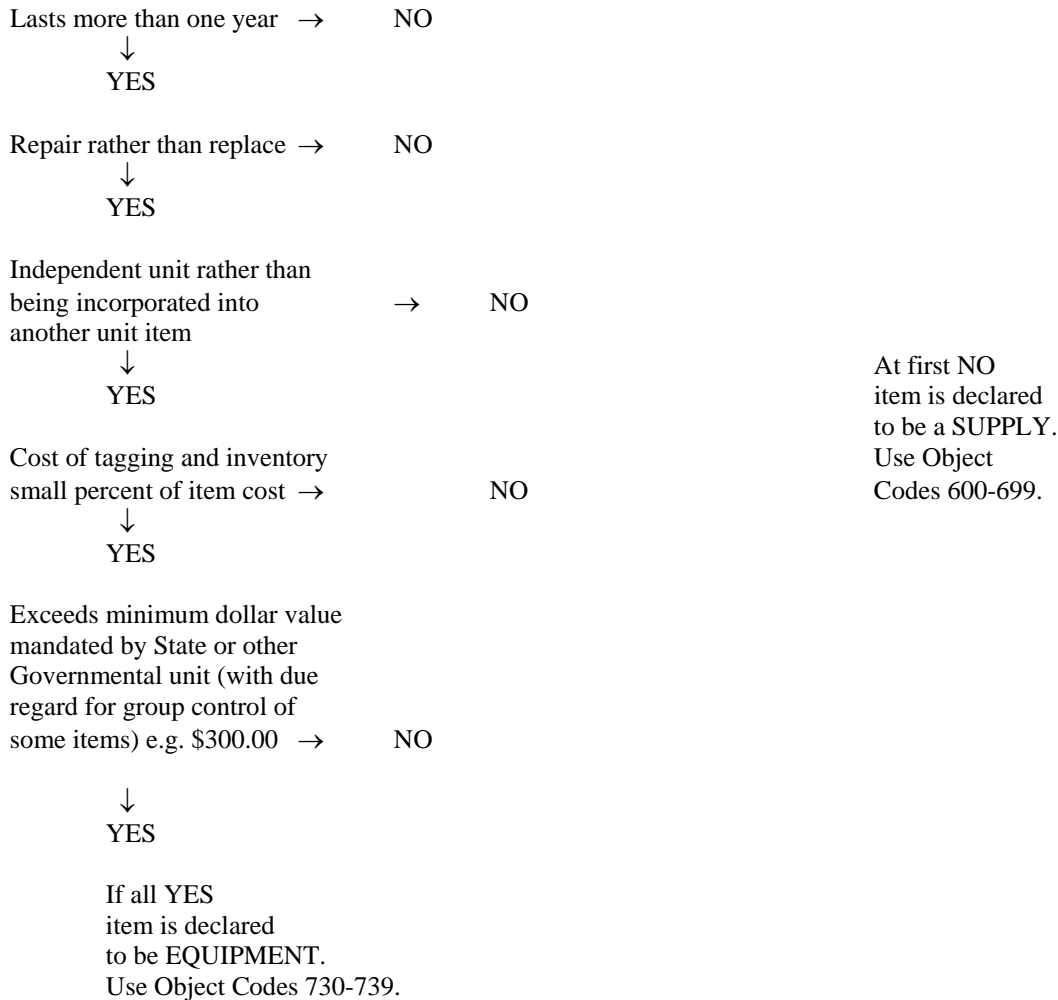 Lasts more than one year → NO
↓
YES
Repair rather than replace → NO
↓
YES
Independent unit rather than
being incorporated into → NO
another unit item
↓
YES
Cost of tagging and inventory
small percent of item cost → NO
↓
YES
At first NO
item is declared
to be a SUPPLY.
Use Object
Codes 600-699.
Exceeds minimum dollar value
mandated by State or other
Governmental unit (with due
regard for group control of
some items) e.g. $300.00 → NO
↓
YES
If all YES
item is declared
to be EQUIPMENT.
Use Object Codes 730-739.